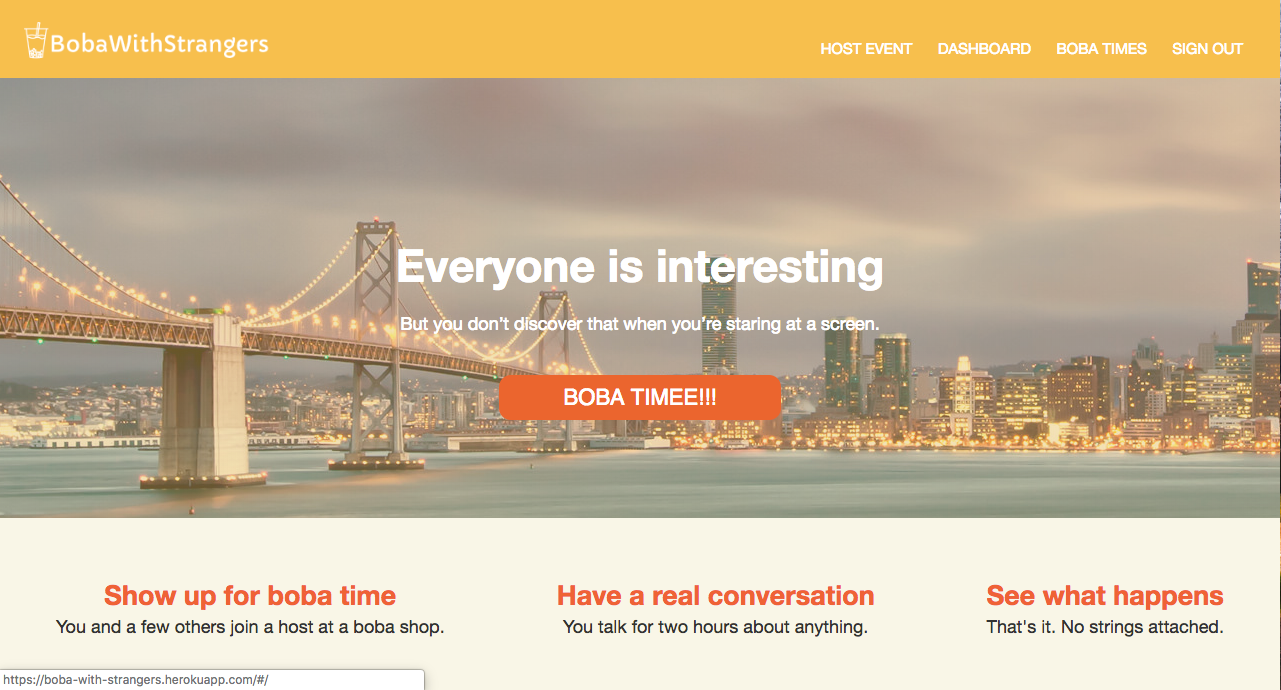 BobaWithStrangers
HOST EVENT DASHBOARD BOBA TIMES SIGN OUT
Everyone is interesting
But you don’t discover that when you’re staring at a screen.
BOBA TIMEE!!!
Show up for boba time
You and a few others join a host at a boba shop.
Have a real conversation
You talk for two hours about anything.
See what happens
That's it. No strings attached.
https://boba-with-strangers.herokuapp.com/#/